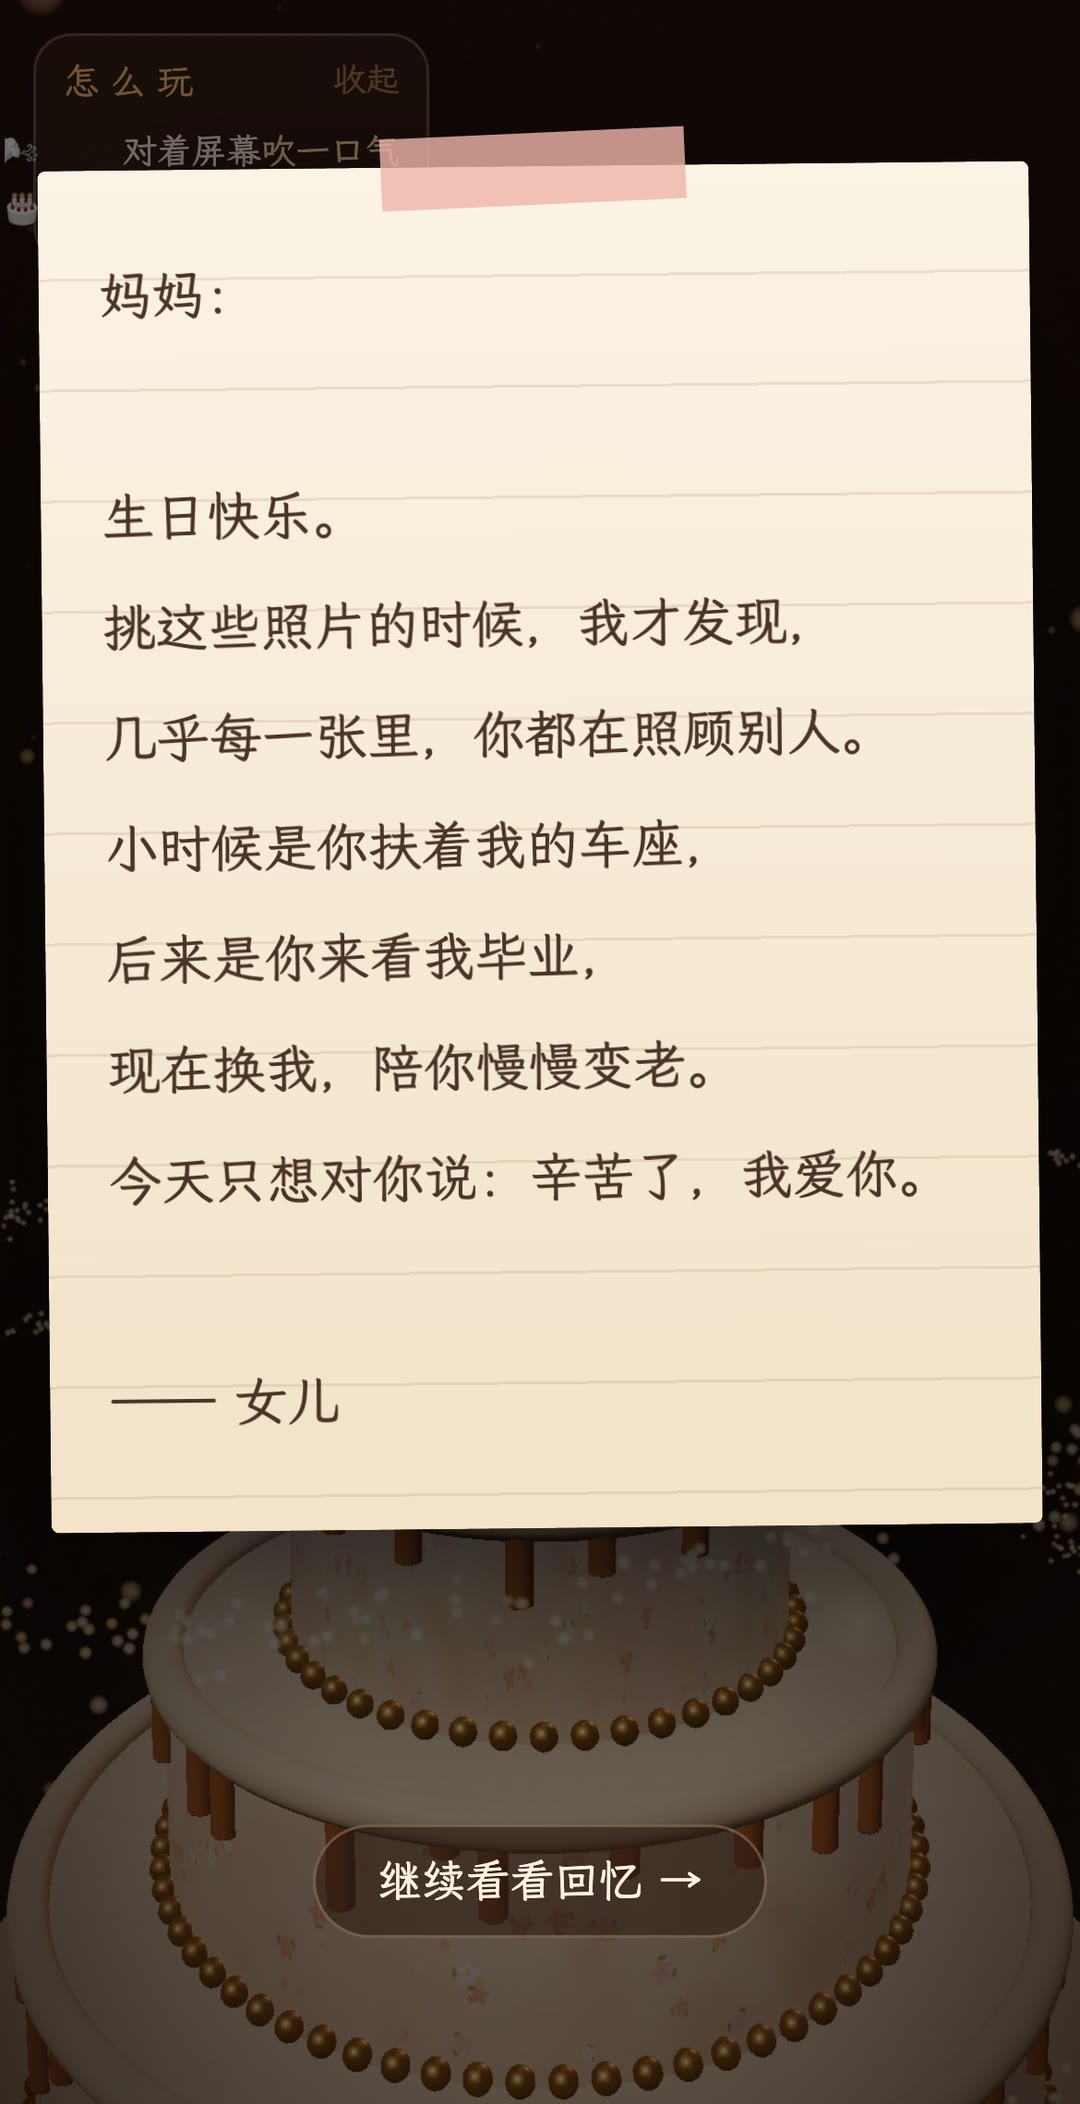 怎么玩 收起
对着屏幕吹一口气
妈妈：
生日快乐。
挑这些照片的时候，我才发现，
几乎每一张里，你都在照顾别人。
小时候是你扶着我的车座，
后来是你来看我毕业，
现在换我，陪你慢慢变老。
今天只想对你说：辛苦了，我爱你。
—— 女儿
继续看看回忆 →